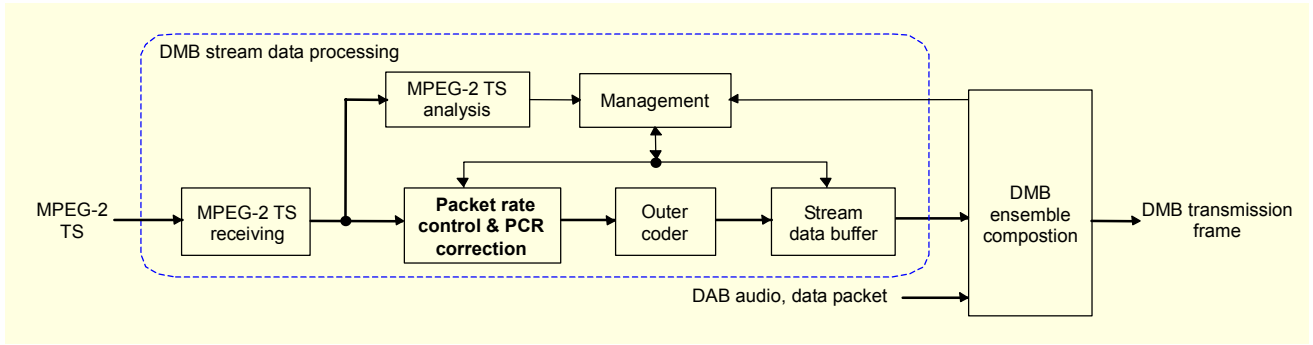 DMB stream data processing
MPEG-2 TS
analysis
Management
MPEG-2
TS
MPEG-2 TS
receiving
Packet rate
control & PCR
correction
Outer
coder
Stream
data buffer
DMB
ensemble
compostion
DMB transmission
frame
DAB audio, data packet